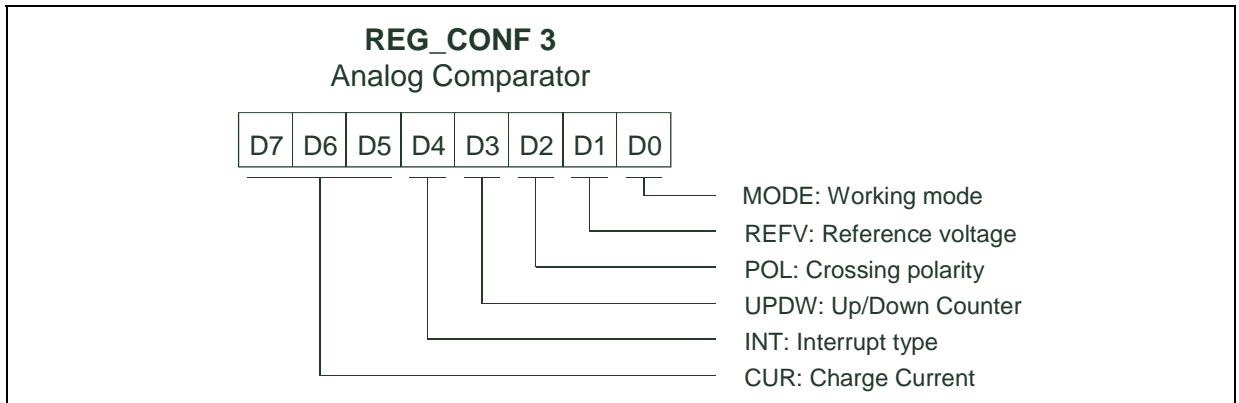 REG_CONF 3
Analog Comparator
D7 D6 D5 D4 D3 D2 D1 D0
MODE: Working mode
REFV: Reference voltage
POL: Crossing polarity
UPDW: Up/Down Counter
INT: Interrupt type
CUR: Charge Current